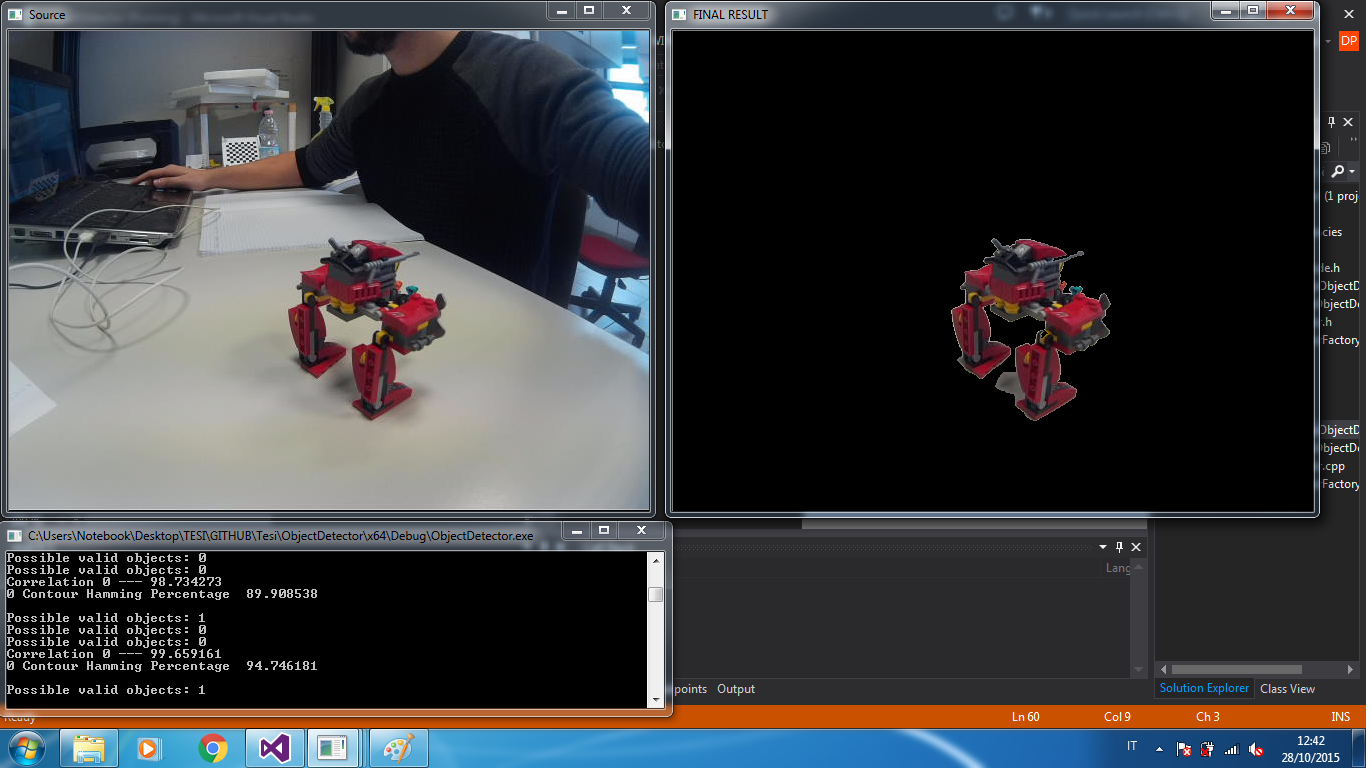 Source
FINAL RESULT
DP
(1 proj
cies
le.h
ObjectDe
r.h
Factory
ObjectD
ObjectDe
.cpp
Factory
C:\Users\Notebook\Desktop\TESI\GITHUB\Tesi\ObjectDetector\x64\Debug\ObjectDetector.exe
Possible valid objects: 0
Possible valid objects: 0
Correlation 0 --- 98.734273
0 Contour Hamming Percentage 89.908538
Possible valid objects: 1
Possible valid objects: 0
Possible valid objects: 0
Correlation 0 --- 99.659161
0 Contour Hamming Percentage 94.746181
Possible valid objects: 1
Lang
points Output
Solution Explorer Class View
Ready Ln 60 Col 9 Ch 3 INS
IT 12:42
28/10/2015